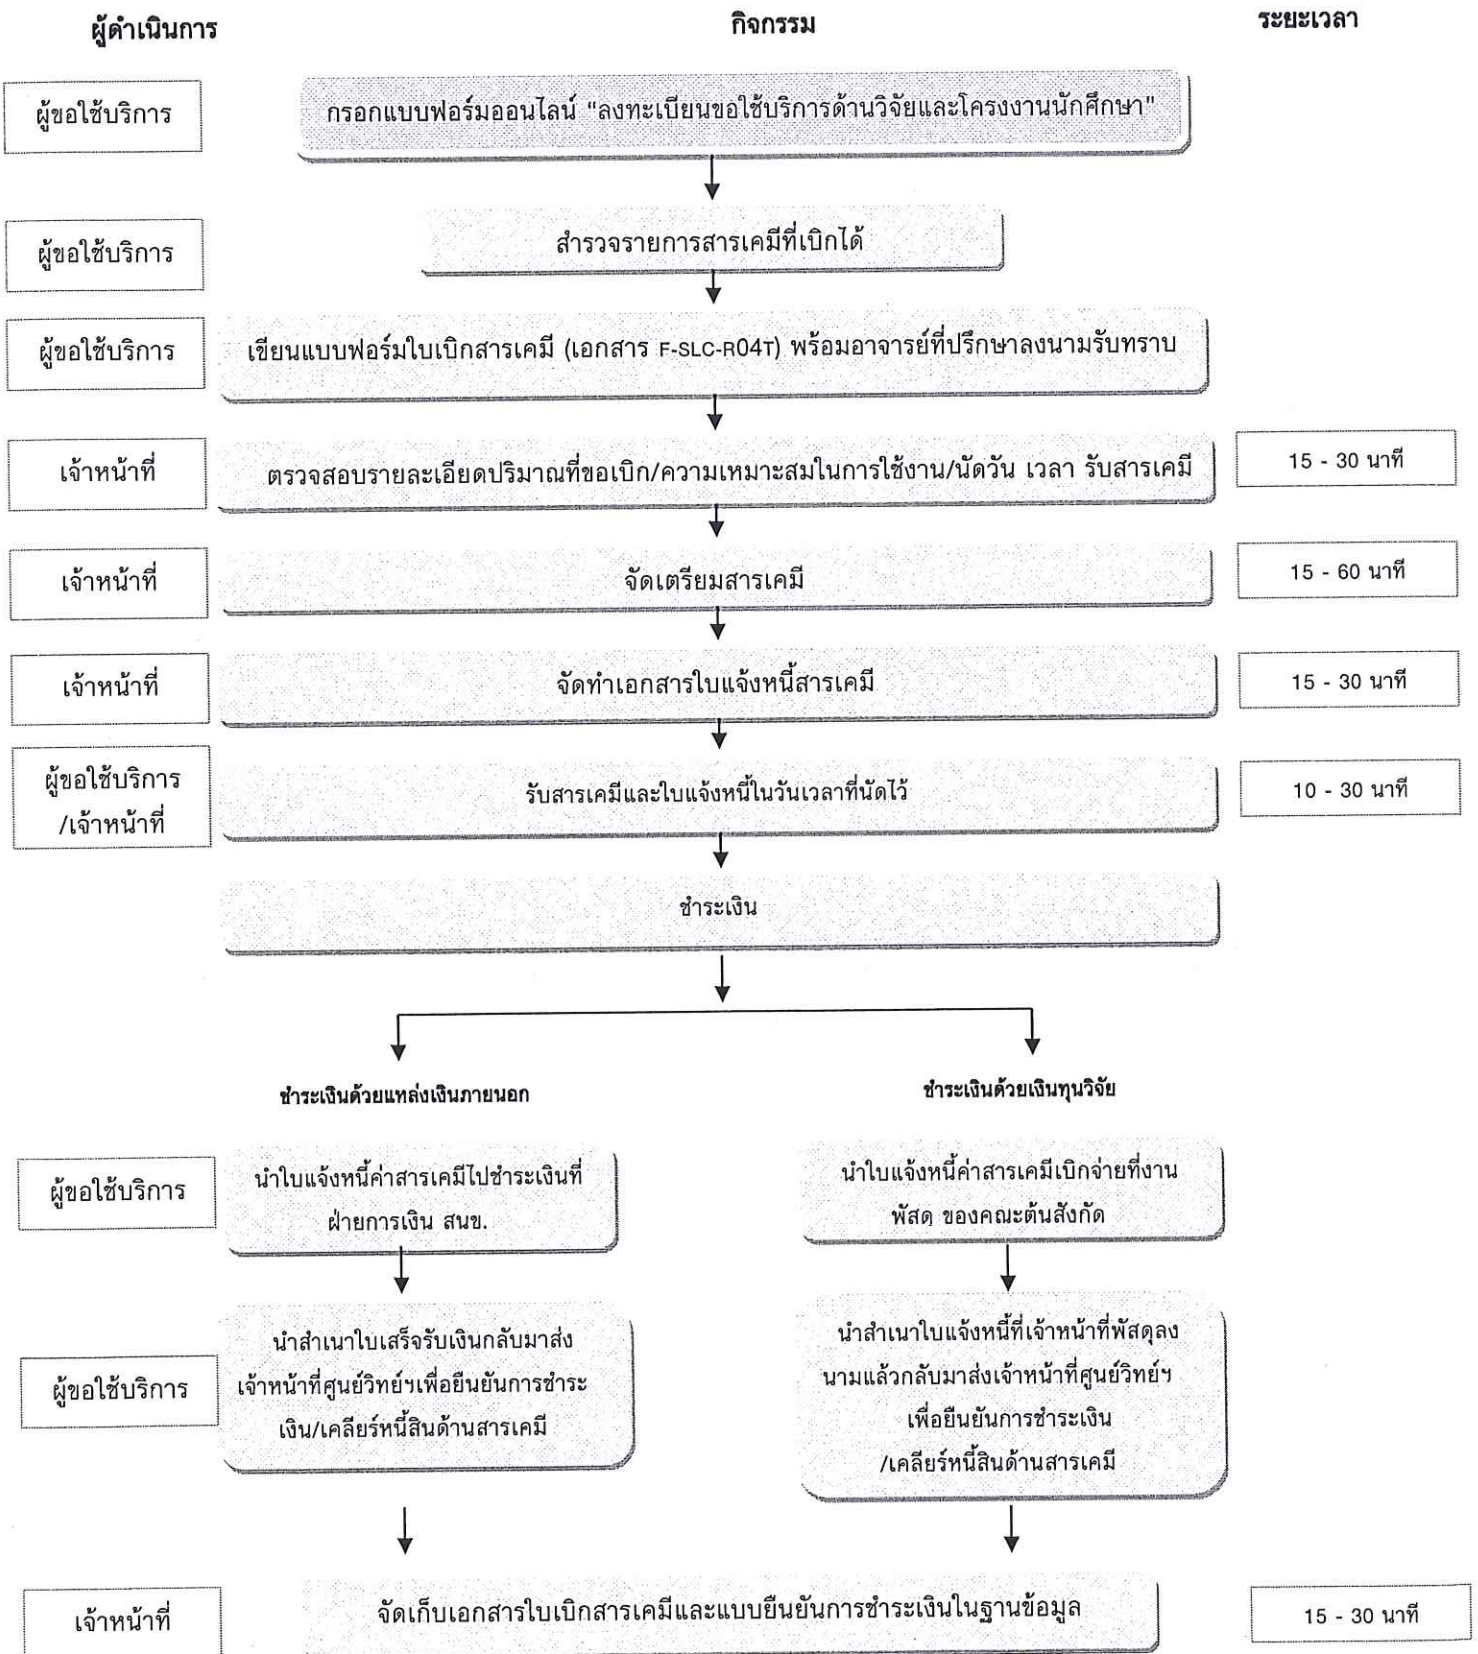 ผู้ดำเนินการ กิจกรรม ระยะเวลา
ผู้ขอใช้บริการ กรอกแบบฟอร์มออนไลน์ “ลงทะเบียนขอใช้บริการด้านวิจัยและโครงงานนักศึกษา”
ผู้ขอใช้บริการ สำรวจรายการสารเคมีที่เบิกได้
ผู้ขอใช้บริการ เขียนแบบฟอร์มใบเบิกสารเคมี (เอกสาร F-SLC-R04T) พร้อมอาจารย์ที่ปรึกษาลงนามรับทราบ
เจ้าหน้าที่ ตรวจสอบรายละเอียดปริมาณที่ขอเบิก/ความเหมาะสมในการใช้งาน/นัดวัน เวลา รับสารเคมี 15 - 30 นาที
เจ้าหน้าที่ จัดเตรียมสารเคมี 15 - 60 นาที
เจ้าหน้าที่ จัดทำเอกสารใบแจ้งหนี้สารเคมี 15 - 30 นาที
ผู้ขอใช้บริการ
/เจ้าหน้าที่
รับสารเคมีและใบแจ้งหนี้ในวันเวลาที่นัดไว้ 10 - 30 นาที
ชำระเงิน
ชำระเงินด้วยแหล่งเงินภายนอก
ชำระเงินด้วยเงินทุนวิจัย
ผู้ขอใช้บริการ
นำใบแจ้งหนี้ค่าสารเคมีไปชำระเงินที่
ฝ่ายการเงิน สนข.
นำใบแจ้งหนี้ค่าสารเคมีเบิกจ่ายที่งาน
พัสดุ ของคณะต้นสังกัด
ผู้ขอใช้บริการ
นำสำเนาใบเสร็จรับเงินกลับมาส่ง
เจ้าหน้าที่ศูนย์วิทย์ฯเพื่อยืนยันการชำระ
เงิน/เคลียร์หนี้สินด้านสารเคมี
นำสำเนาใบแจ้งหนี้ที่เจ้าหน้าที่พัสดุลง
นามแล้วกลับมาส่งเจ้าหน้าที่ศูนย์วิทย์ฯ
เพื่อยืนยันการชำระเงิน
/เคลียร์หนี้สินด้านสารเคมี
เจ้าหน้าที่ จัดเก็บเอกสารใบเบิกสารเคมีและแบบยืนยันการชำระเงินในฐานข้อมูล 15 - 30 นาที